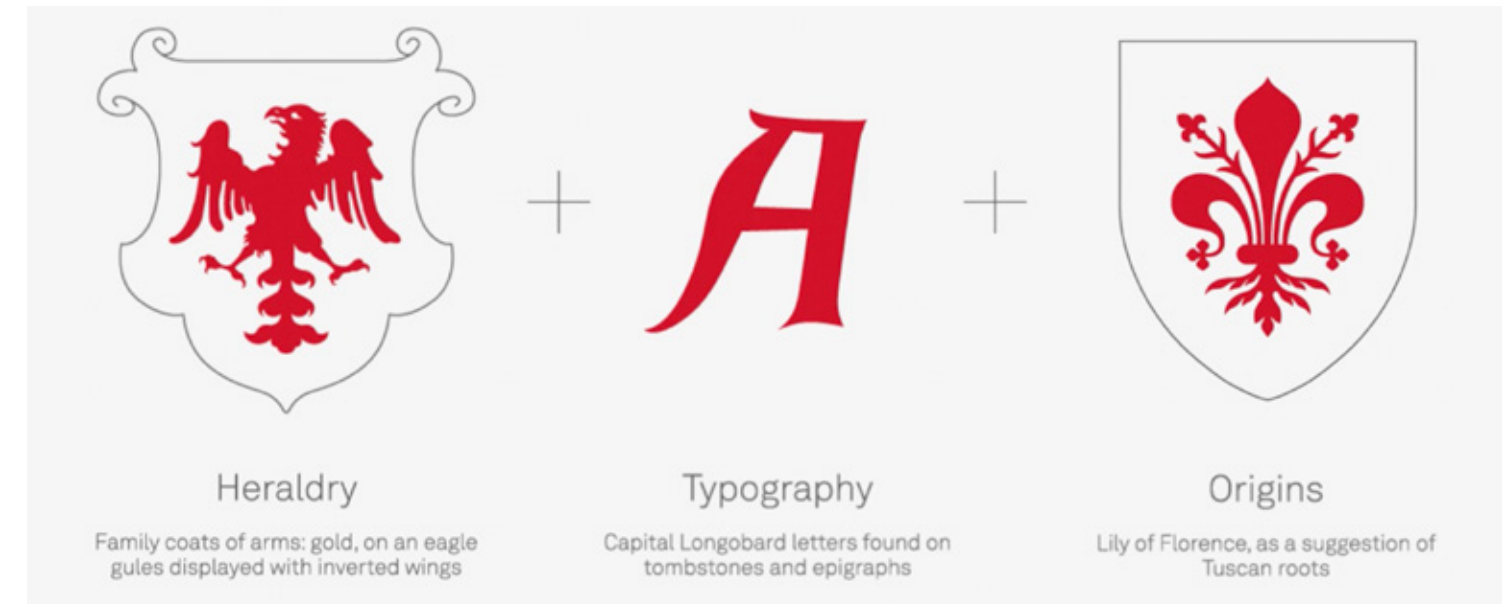 A
Heraldry
Family coats of arms: gold, on an eagle
gules displayed with inverted wings
Typography
Capital Longobard letters found on
tombstones and epigraphs
Origins
Lily of Florence, as a suggestion of
Tuscan roots